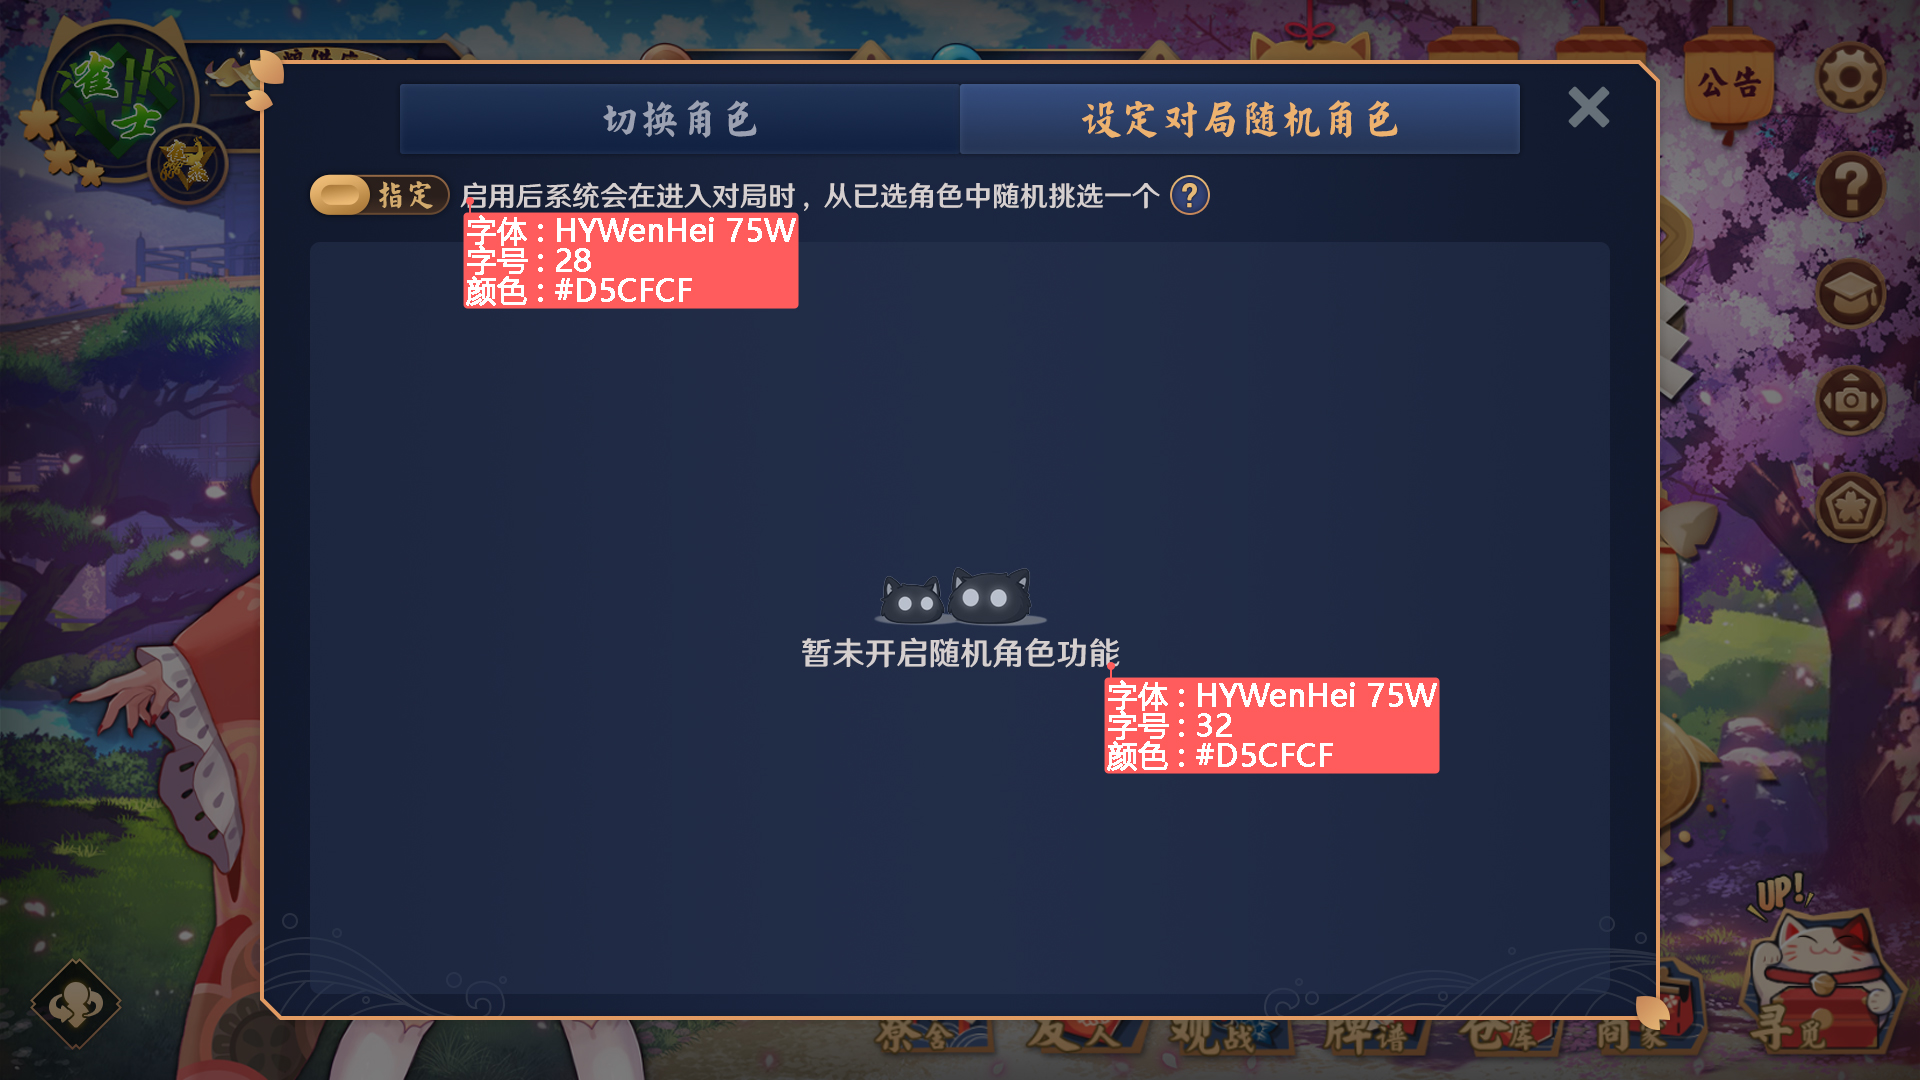 雀士
公告
切换角色
设定对局随机角色
指定
启用后系统会在进入对局时，从已选角色中随机挑选一个
?
字体：HYWenHei 75W
字号：28
颜色：#D5CFCF
暂未开启随机角色功能
字体：HYWenHei 75W
字号：32
颜色：#D5CFCF
UP!
寮舍
友人
观战
牌谱
仓库
商家
寻觅